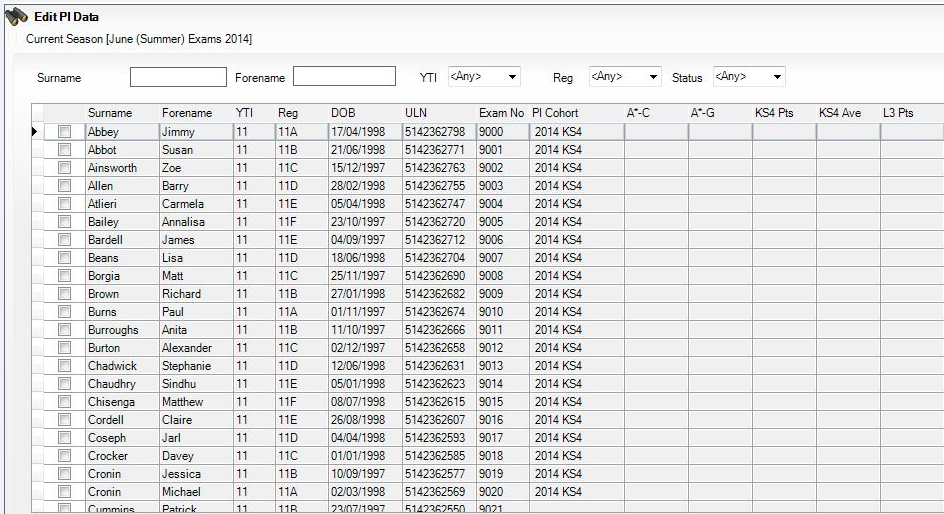 Edit PI Data
Current Season [June (Summer) Exams 2014]
Surname Forename YTI <Any> Reg <Any> Status <Any>
Surname Forename YTI Reg DOB ULN Exam No PI Cohort A*-C A*-G KS4 Pts KS4 Ave L3 Pts
Abbey Jimmy 11 11A 17/04/1998 5142362798 9000 2014 KS4
Abbot Susan 11 11B 21/06/1998 5142362771 9001 2014 KS4
Ainsworth Zoe 11 11C 15/12/1997 5142362763 9002 2014 KS4
Allen Barry 11 11D 28/02/1998 5142362755 9003 2014 KS4
Atlieri Carmela 11 11E 05/04/1998 5142362747 9004 2014 KS4
Bailey Annalisa 11 11F 23/10/1997 5142362720 9005 2014 KS4
Bardell James 11 11E 04/09/1997 5142362712 9006 2014 KS4
Beans Lisa 11 11D 18/06/1998 5142362704 9007 2014 KS4
Borgia Matt 11 11C 25/11/1997 5142362690 9008 2014 KS4
Brown Richard 11 11B 27/01/1998 5142362682 9009 2014 KS4
Burns Paul 11 11A 01/11/1997 5142362674 9010 2014 KS4
Burroughs Anita 11 11B 11/10/1997 5142362666 9011 2014 KS4
Burton Alexander 11 11C 02/12/1997 5142362658 9012 2014 KS4
Chadwick Stephanie 11 11D 12/06/1998 5142362631 9013 2014 KS4
Chaudhry Sindhu 11 11E 05/01/1998 5142362623 9014 2014 KS4
Chisenga Matthew 11 11F 08/07/1998 5142362615 9015 2014 KS4
Cordell Claire 11 11E 26/08/1998 5142362607 9016 2014 KS4
Coseph Jarl 11 11D 04/04/1998 5142362593 9017 2014 KS4
Crocker Davey 11 11C 01/01/1998 5142362585 9018 2014 KS4
Cronin Jessica 11 11B 10/09/1997 5142362577 9019 2014 KS4
Cronin Michael 11 11A 02/03/1998 5142362569 9020 2014 KS4
Cummins Patrick 11 11B 23/07/1997 5142362550 9021